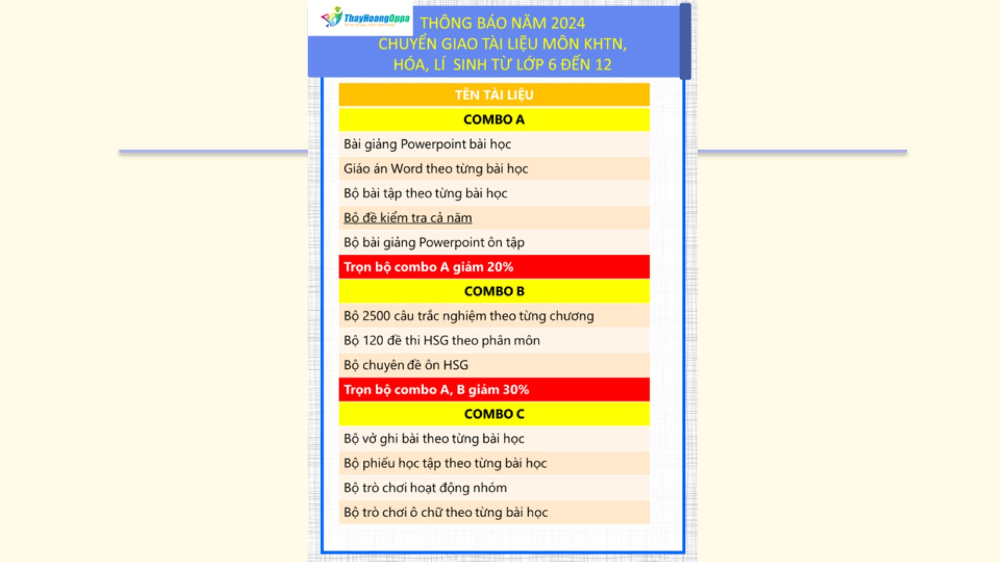 ThayHoangOppa
THÔNG BÁO NĂM 2024
CHUYỂN GIAO TÀI LIỆU MÔN KHTN,
HÓA, LÍ SINH TỪ LỚP 6 ĐẾN 12
TÊN TÀI LIỆU
COMBO A
Bài giảng Powerpoint bài học
Giáo án Word theo từng bài học
Bộ bài tập theo từng bài học
Bộ đề kiểm tra cả năm
Bộ bài giảng Powerpoint ôn tập
Trọn bộ combo A giảm 20%
COMBO B
Bộ 2500 câu trắc nghiệm theo từng chương
Bộ 120 đề thi HSG theo phân môn
Bộ chuyên đề ôn HSG
Trọn bộ combo A, B giảm 30%
COMBO C
Bộ vở ghi bài theo từng bài học
Bộ phiếu học tập theo từng bài học
Bộ trò chơi hoạt động nhóm
Bộ trò chơi ô chữ theo từng bài học